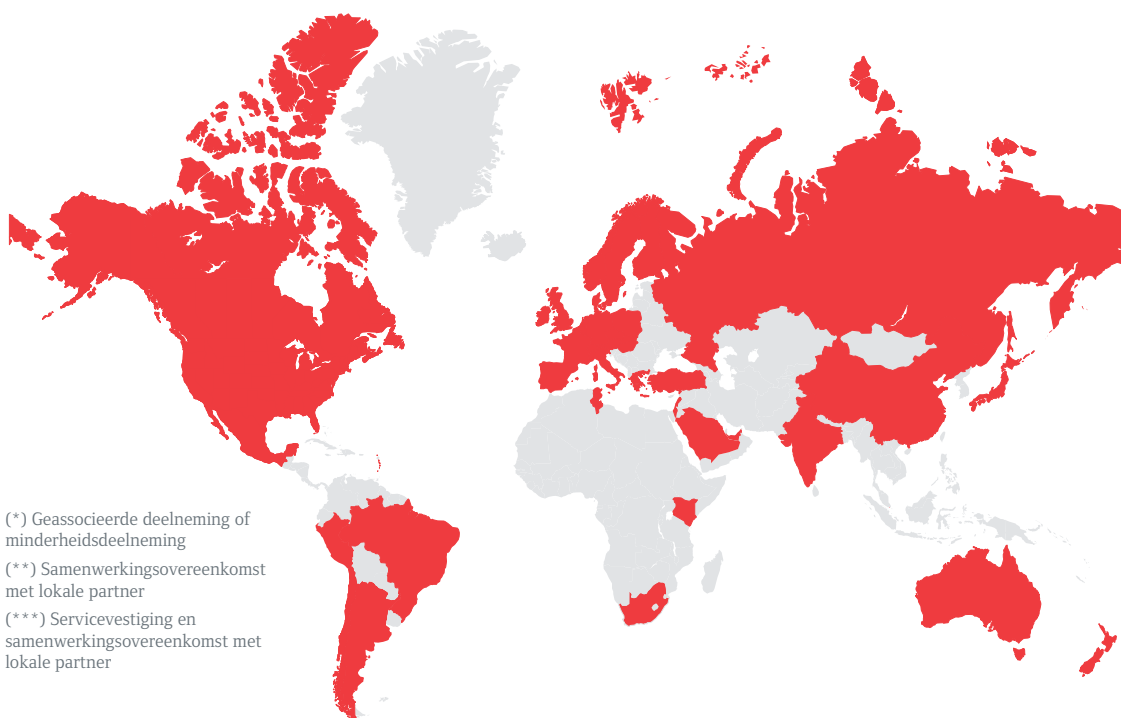 (*) Geassocieerde deelneming of
minderheidsdeelneming
(**) Samenwerkingsovereenkomst
met lokale partner
(***) Servicevestiging en
samenwerkingsovereenkomst met
lokale partner